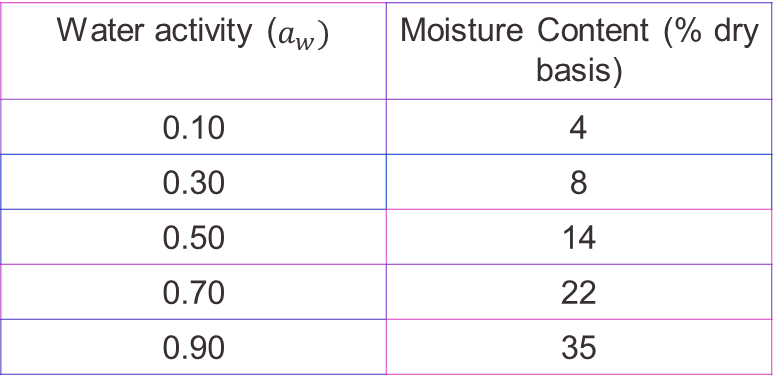 Water activity (a_w) Moisture Content (% dry
basis)
0.10 4
0.30 8
0.50 14
0.70 22
0.90 35